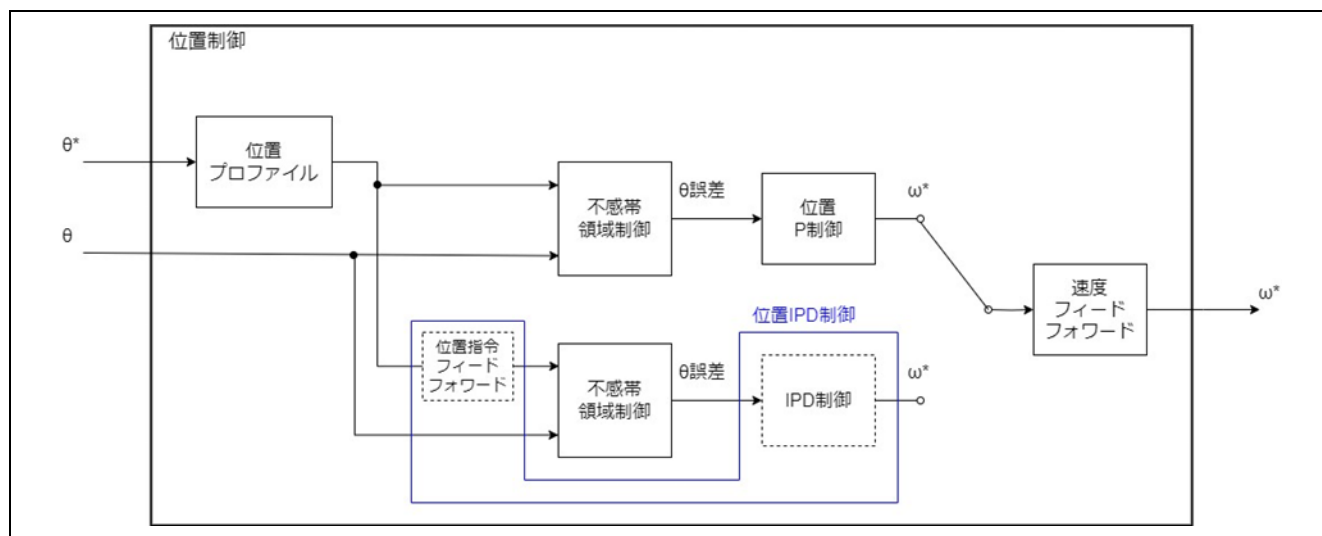 位置制御
θ*
位置
プロファイル
θ
不感帯
領域制御
θ誤差
位置
P制御
ω*
速度
フィード
フォワード
ω*
位置IPD制御
位置指令
フィード
フォワード
不感帯
領域制御
θ誤差
IPD制御
ω*